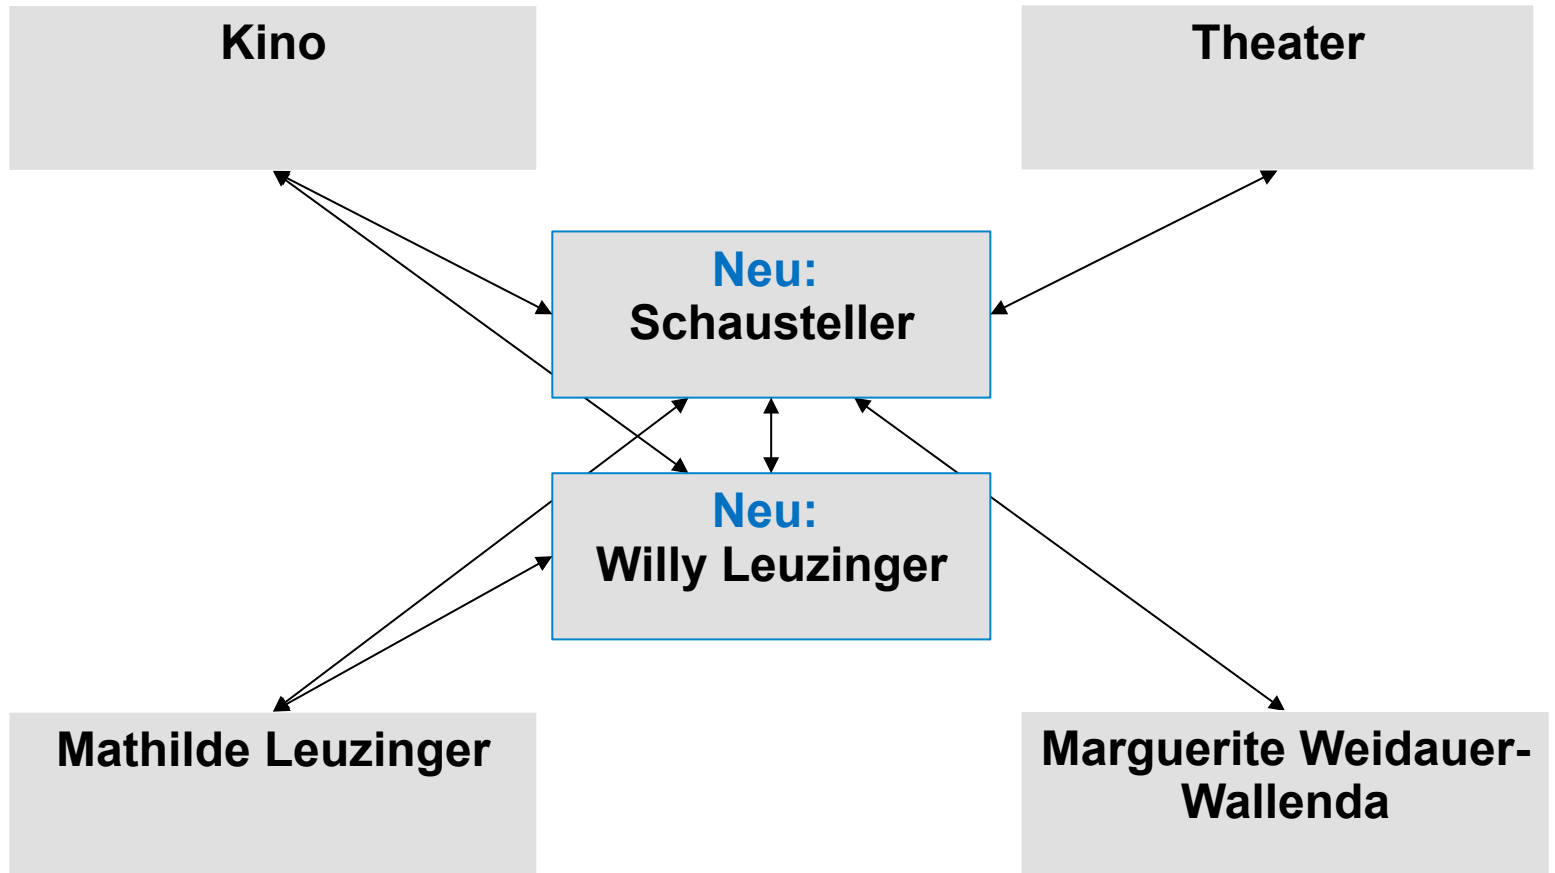 Kino
Theater
Neu:
Schausteller
Neu:
Willy Leuzinger
Mathilde Leuzinger
Marguerite Weidauer-
Wallenda